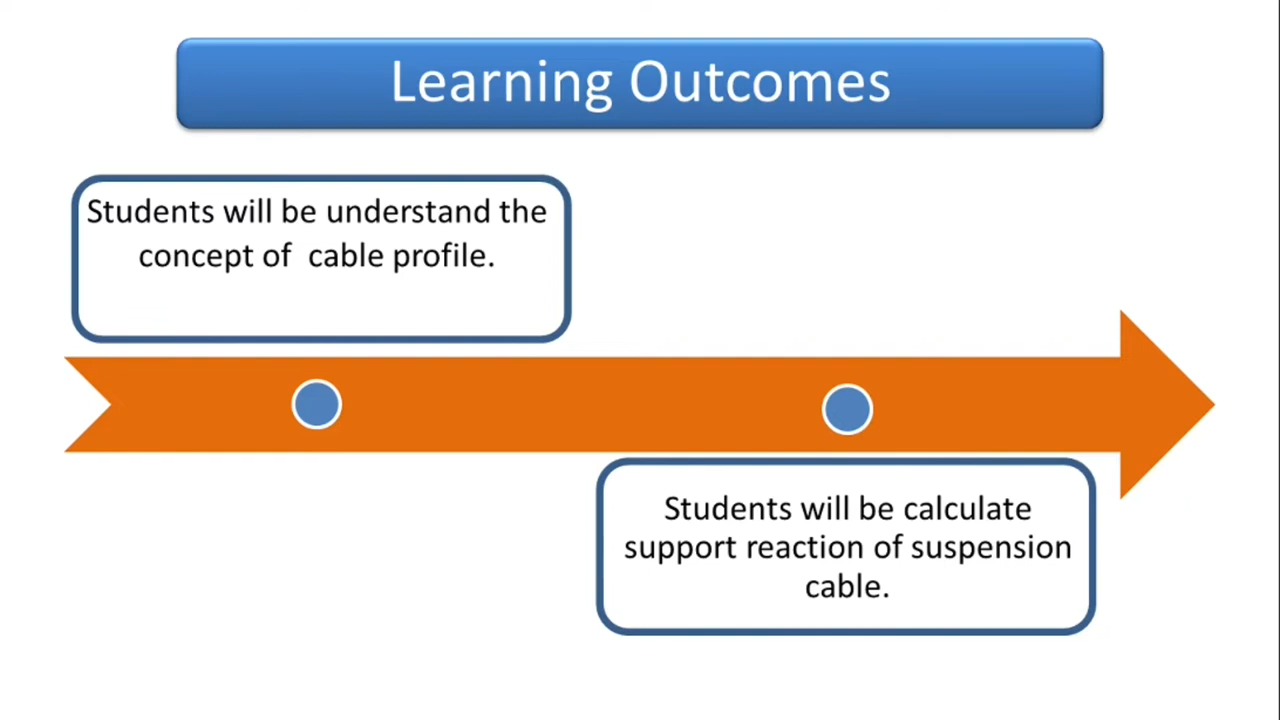 Learning Outcomes
Students will be understand the
concept of  cable profile.
Students will be calculate
support reaction of suspension
cable.